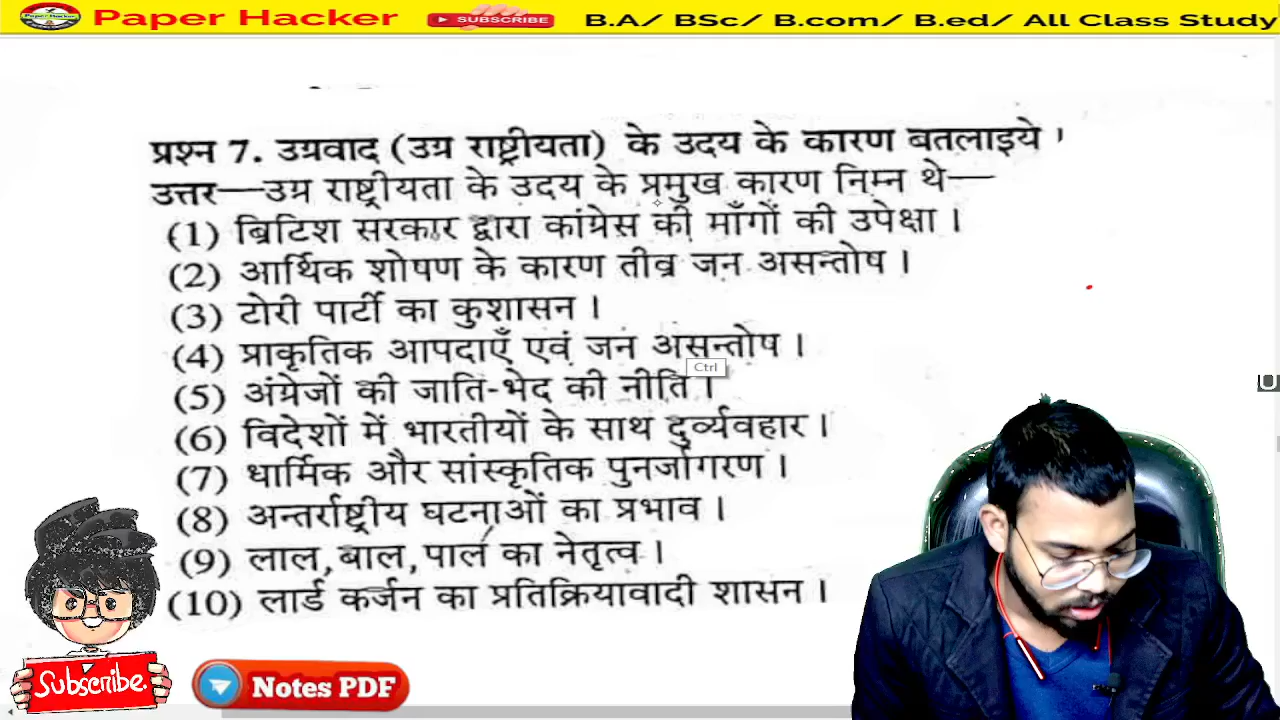 Paper Hacker
SUBSCRIBE
B.A/ BSc/ B.com/ B.ed/ All Class Study
प्रश्न 7. उग्रवाद (उग्र राष्ट्रीयता) के उदय के कारण बतलाइये।
उत्तर—उग्र राष्ट्रीयता के उदय के प्रमुख कारण निम्न थे—
(1) ब्रिटिश सरकार द्वारा कांग्रेस की माँगों की उपेक्षा।
(2) आर्थिक शोषण के कारण तीव्र जन असन्तोष।
(3) टोरी पार्टी का कुशासन।
(4) प्राकृतिक आपदाएँ एवं जन असन्तोष।
Ctrl
(5) अंग्रेजों की जाति-भेद की नीति।
(6) विदेशों में भारतीयों के साथ दुर्व्यवहार।
(7) धार्मिक और सांस्कृतिक पुनर्जागरण।
(8) अन्तर्राष्ट्रीय घटनाओं का प्रभाव।
(9) लाल, बाल, पाल का नेतृत्व।
(10) लार्ड कर्जन का प्रतिक्रियावादी शासन।
Subscribe.
Notes PDF